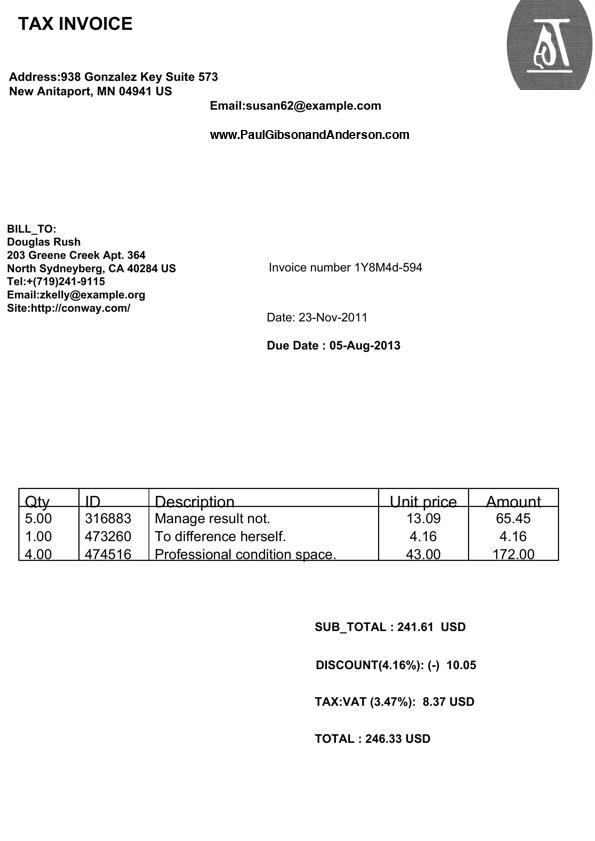 TAX INVOICE
Address:938 Gonzalez Key Suite 573
New Anitaport, MN 04941 US
Email:susan62@example.com
www.PaulGibsonandAnderson.com
BILL_TO:
Douglas Rush
203 Greene Creek Apt. 364
North Sydneyberg, CA 40284 US
Tel:+(719)241-9115
Email:zkelly@example.org
Site:http://conway.com/
Invoice number 1Y8M4d-594
Date: 23-Nov-2011
Due Date : 05-Aug-2013
Qty ID Description Unit price Amount
5.00 316883 Manage result not. 13.09 65.45
1.00 473260 To difference herself. 4.16 4.16
4.00 474516 Professional condition space. 43.00 172.00
SUB_TOTAL : 241.61 USD
DISCOUNT(4.16%): (-) 10.05
TAX:VAT (3.47%): 8.37 USD
TOTAL : 246.33 USD